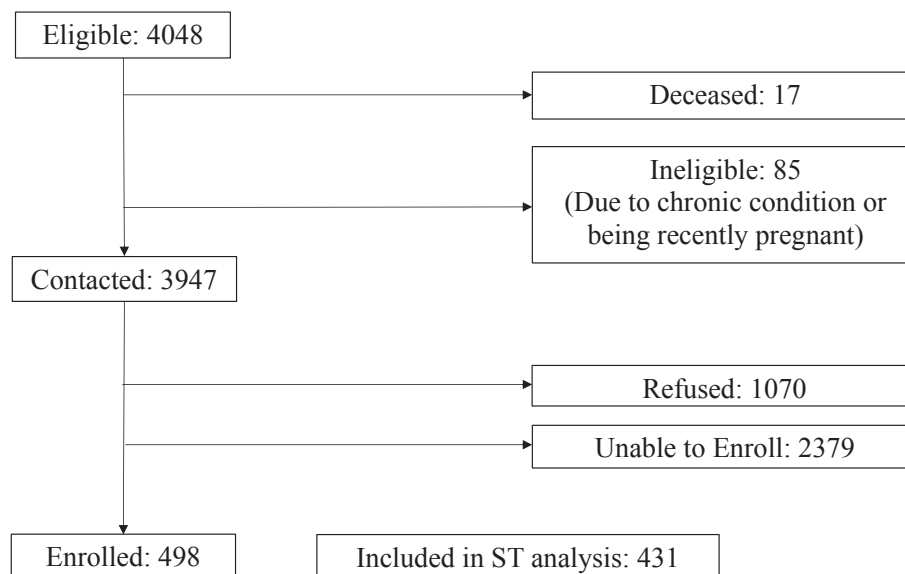 Eligible: 4048
Deceased: 17
Ineligible: 85
(Due to chronic condition or
being recently pregnant)
Contacted: 3947
Refused: 1070
Unable to Enroll: 2379
Enrolled: 498
Included in ST analysis: 431